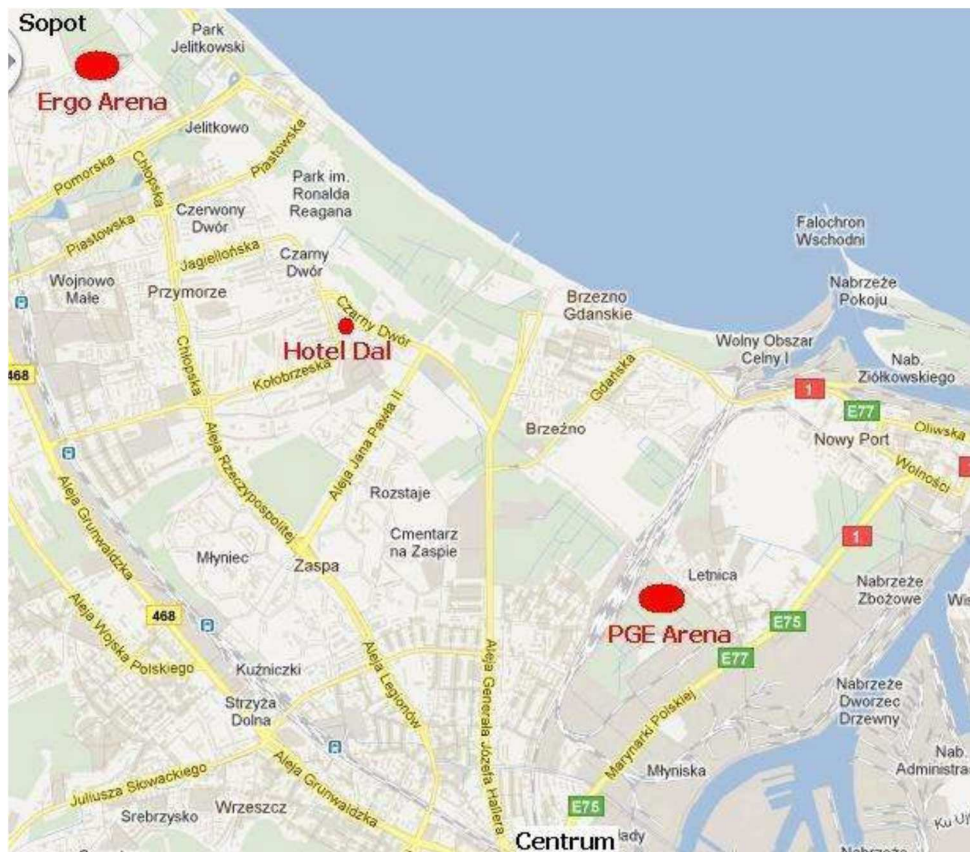 Sopot
Park
Jelitkowski
Ergo Arena
Jelitkowo
Pomorska
Chłopska
Piastowska
Park im.
Ronalda
Reagana
Czerwony
Dwór
Piastowska
Jagiellońska
Czarny
Dwór
Wojnowo
Małe
Przymorze
Czarny Dwór
Hotel Dal
Chłopska
Kołobrzeska
468
Falochron
Wschodni
Nabrzeże
Pokoju
Brzezno
Gdanskie
Wolny Obszar
Celny I
Nab.
Ziółkowskiego
Gdańska
1
E77
Oliwska
Nowy Port
Wolności
Brzeźno
Aleja Jana Pawła II
Aleja Rzeczypospolitej
Rozstaje
Aleja Grunwaldzka
Cmentarz
na Zaspie
Młyniec
Zaspa
1
Letnica
Nabrzeże
Zbożowe
PGE Arena
E75
E77
468
Aleja Wojska Polskiego
Kuźniczki
Aleja Legionów
Aleja Generała Józefa Hallera
Strzyża
Dolna
Marynarki Polskiej
Nabrzeże
Dworzec
Drzewny
Młyniska
Nab.
Administra
Juliusza Słowackiego
Aleja Grunwaldzka
Wrzeszcz
Srebrzysko
E75
Centrum
lady
Ku Uj